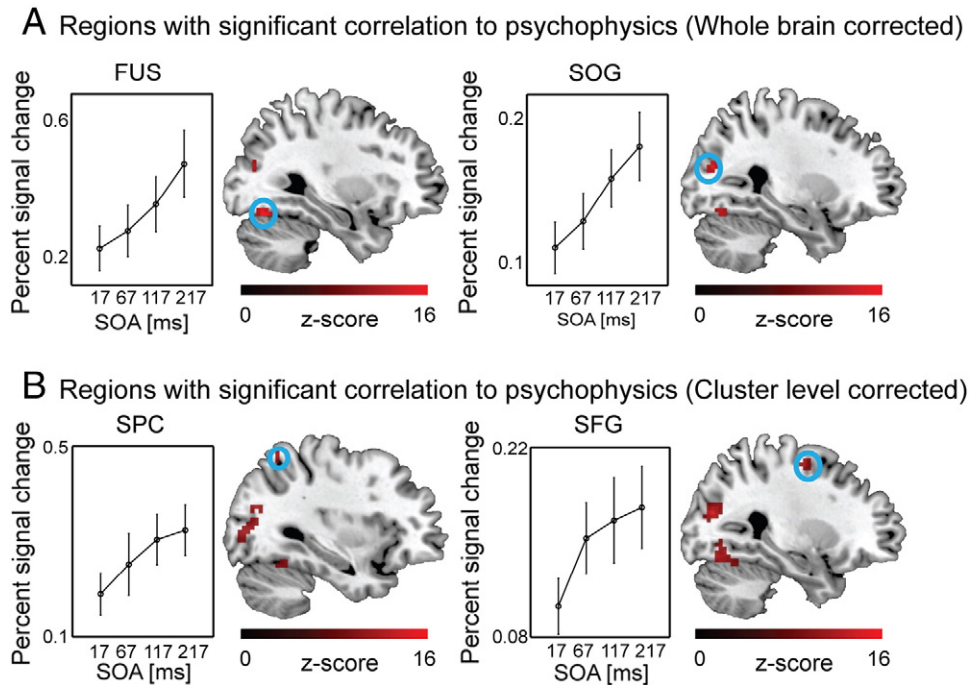 A Regions with significant correlation to psychophysics (Whole brain corrected)
FUS
Percent signal change
0.6
0.2
17 67 117 217
SOA [ms]
0 16
z-score
SOG
Percent signal change
0.2
0.1
17 67 117 217
SOA [ms]
0 16
z-score
B Regions with significant correlation to psychophysics (Cluster level corrected)
SPC
Percent signal change
0.5
0.1
17 67 117 217
SOA [ms]
0 16
z-score
SFG
Percent signal change
0.22
0.08
17 67 117 217
SOA [ms]
0 16
z-score